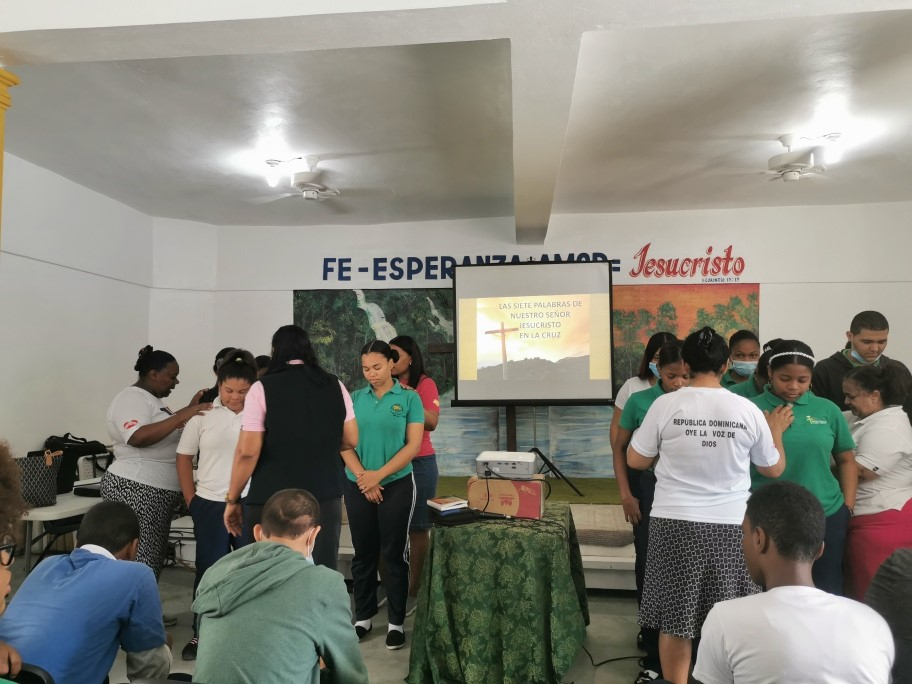 FE - ESPERANZA AMOR = Jesucristo
LAS SIETE PALABRAS DE
NUESTRO SEÑOR
JESUCRISTO
EN LA CRUZ
REPÚBLICA DOMINICANA
OYE LA VOZ DE
DIOS